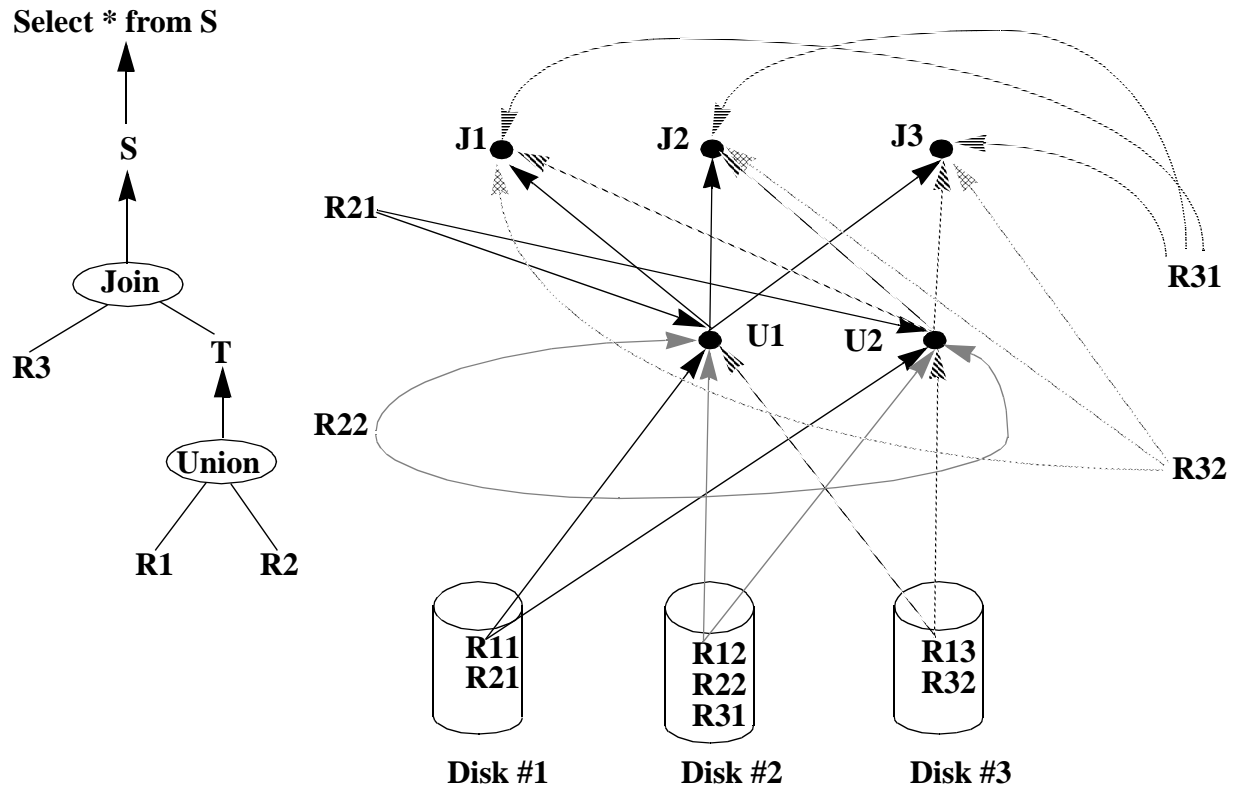 Select * from S
S
Join
R3
T
Union
R1
R2
J1
J2
J3
R21
R31
U1
U2
R22
R32
R11
R21
R12
R22
R31
R13
R32
Disk #1
Disk #2
Disk #3